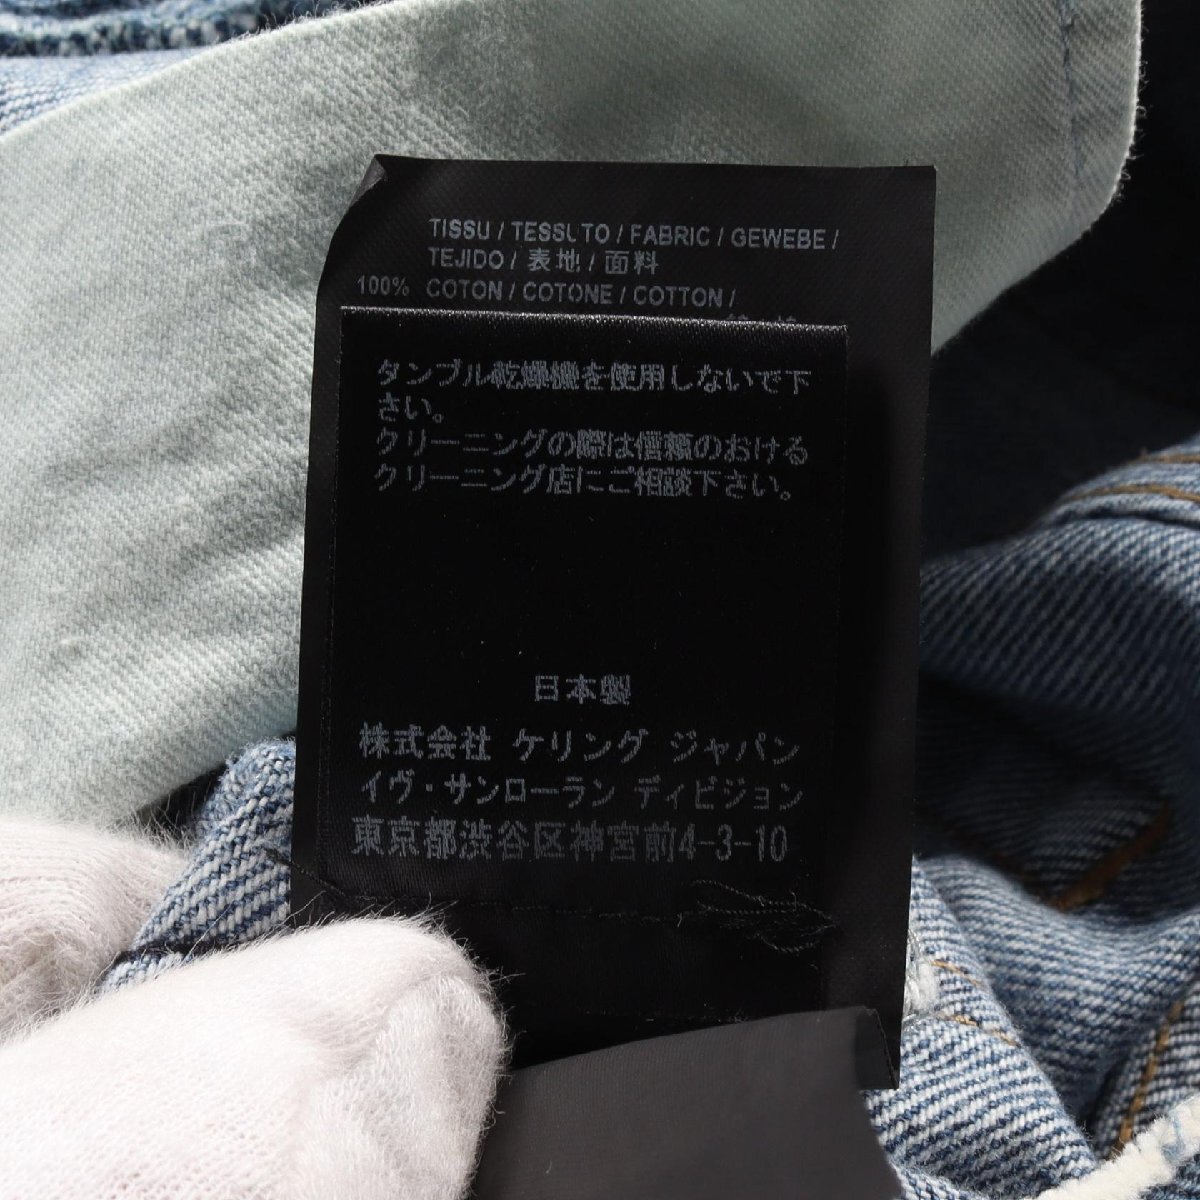 TISSU / TESSUTO / FABRIC / GEWEBE /
TEJIDO / 表地 / 面料
100% COTON / COTONE / COTTON /
タンブル乾燥機を使用しないで下
さい。
クリーニングの際は信頼のおける
クリーニング店にご相談下さい。
日本製
株式会社 ケリング ジャパン
イヴ・サンローラン ディビジョン
東京都渋谷区神宮前4-3-10